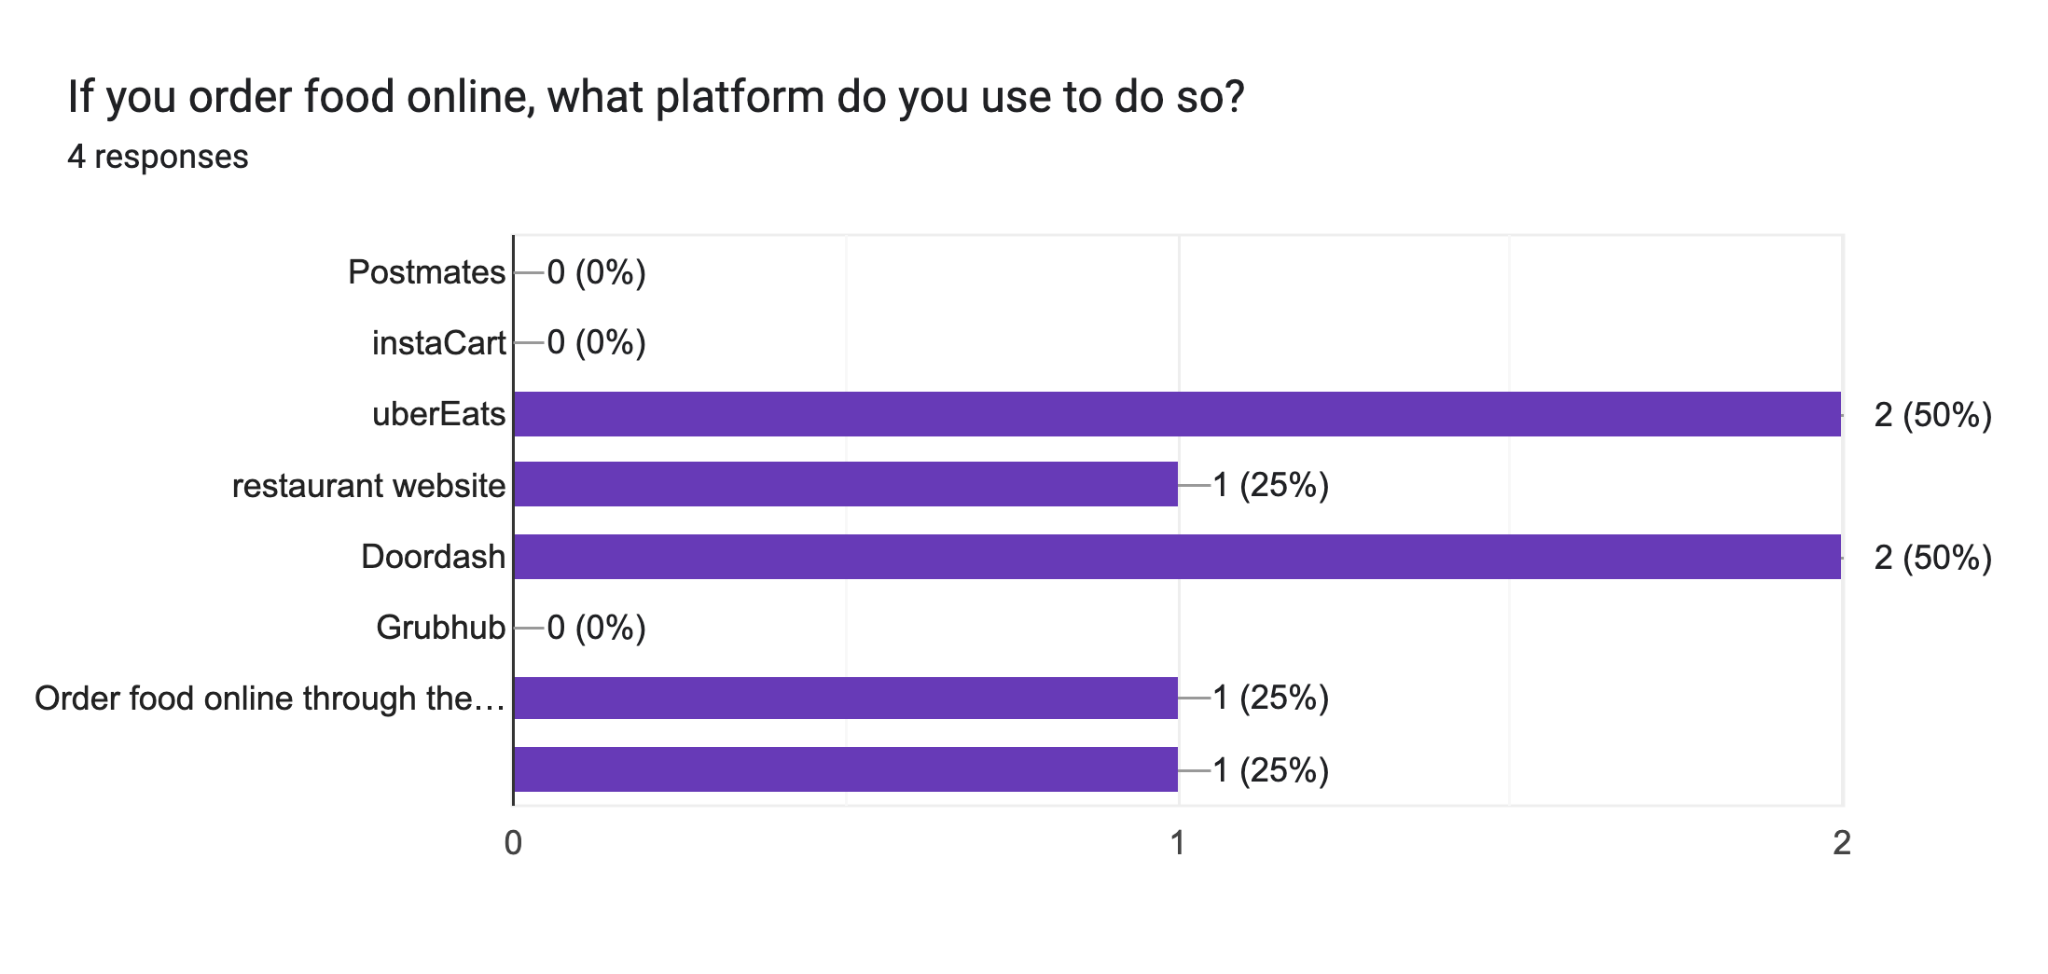 If you order food online, what platform do you use to do so?
4 responses
Postmates 0 (0%)
instaCart 0 (0%)
uberEats 2 (50%)
restaurant website 1 (25%)
Doordash 2 (50%)
Grubhub 0 (0%)
Order food online through the… 1 (25%)
1 (25%)
0 1 2